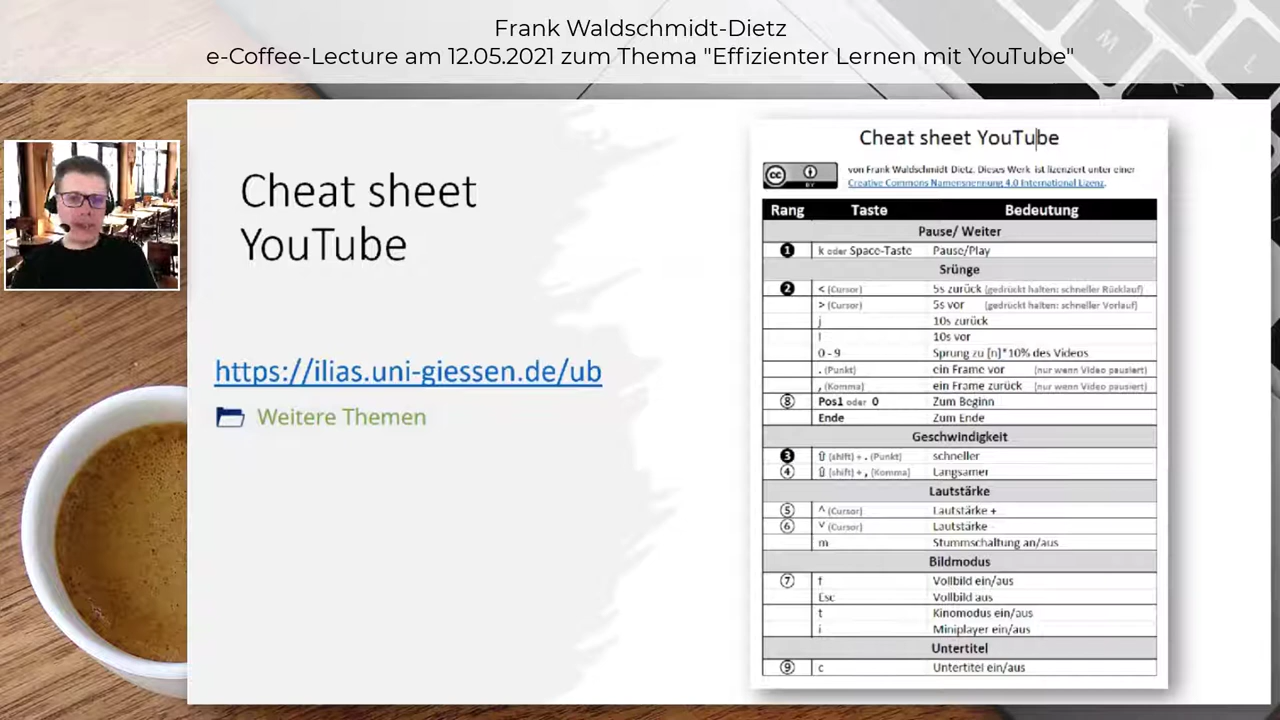 Frank Waldschmidt-Dietz
e-Coffee-Lecture am 12.05.2021 zum Thema "Effizienter Lernen mit YouTube"
Cheat sheet
YouTube
https://ilias.uni-giessen.de/ub
Weitere Themen
Cheat sheet YouTube
cc BY
von Frank Waldschmidt-Dietz. Dieses Werk ist lizenziert unter einer
Creative Commons Namensnennung 4.0 International Lizenz.
Rang Taste Bedeutung
Pause/ Weiter
1 k oder Space-Taste Pause/Play
Srünge
2 < (Cursor) 5s zurück (gedrückt halten: schneller Rücklauf)
> (Cursor) 5s vor (gedrückt halten: schneller Vorlauf)
j 10s zurück
l 10s vor
0 - 9 Sprung zu [n]*10% des Videos
. (Punkt) ein Frame vor (nur wenn Video pausiert)
, (Komma) ein Frame zurück (nur wenn Video pausiert)
8 Pos1 oder 0 Zum Beginn
Ende Zum Ende
Geschwindigkeit
3 ⇧ (shift) + . (Punkt) schneller
4 ⇧ (shift) + , (Komma) Langsamer
Lautstärke
5 ^ (Cursor) Lautstärke +
6 ˅ (Cursor) Lautstärke
m Stummschaltung an/aus
Bildmodus
7 f Vollbild ein/aus
Esc Vollbild aus
t Kinomodus ein/aus
i Miniplayer ein/aus
Untertitel
9 c Untertitel ein/aus